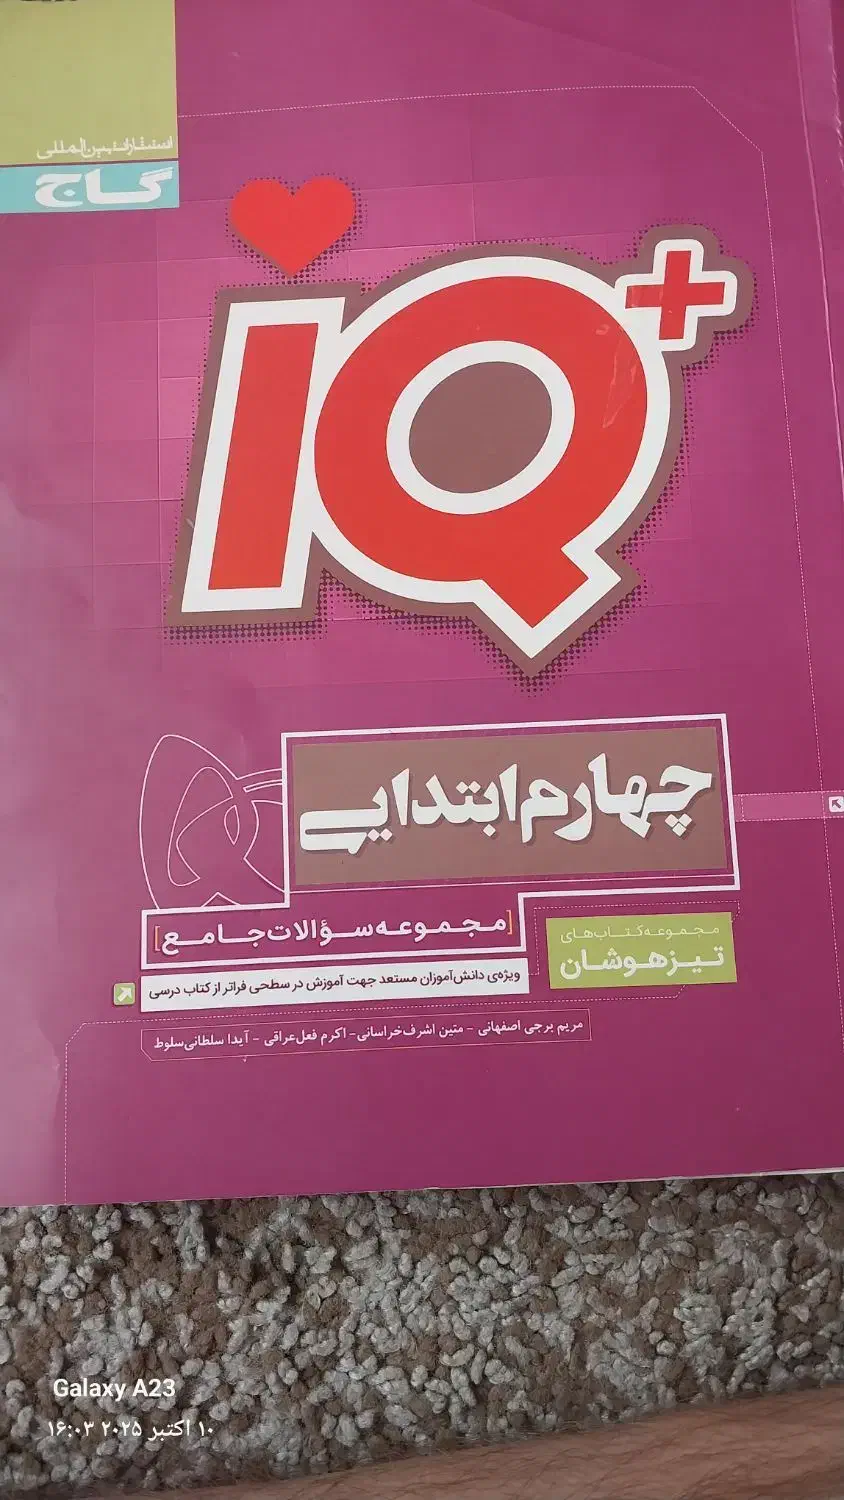 انتشارات بین‌المللی
گاج
iQ+
چهارم ابتدایی
[مجموعه سؤالات جامع]
ویژه‌ی دانش‌آموزان مستعد جهت آموزش در سطحی فراتر از کتاب درسی
مجموعه کتاب‌های
تیزهوشان
مریم برجی اصفهانی - متین اشرف‌خراسانی - اکرم فعل‌عراقی - آیدا سلطانی‌سلوط
Galaxy A23
۱۰ اکتبر ۲۰۲۵ ۱۶:۰۳